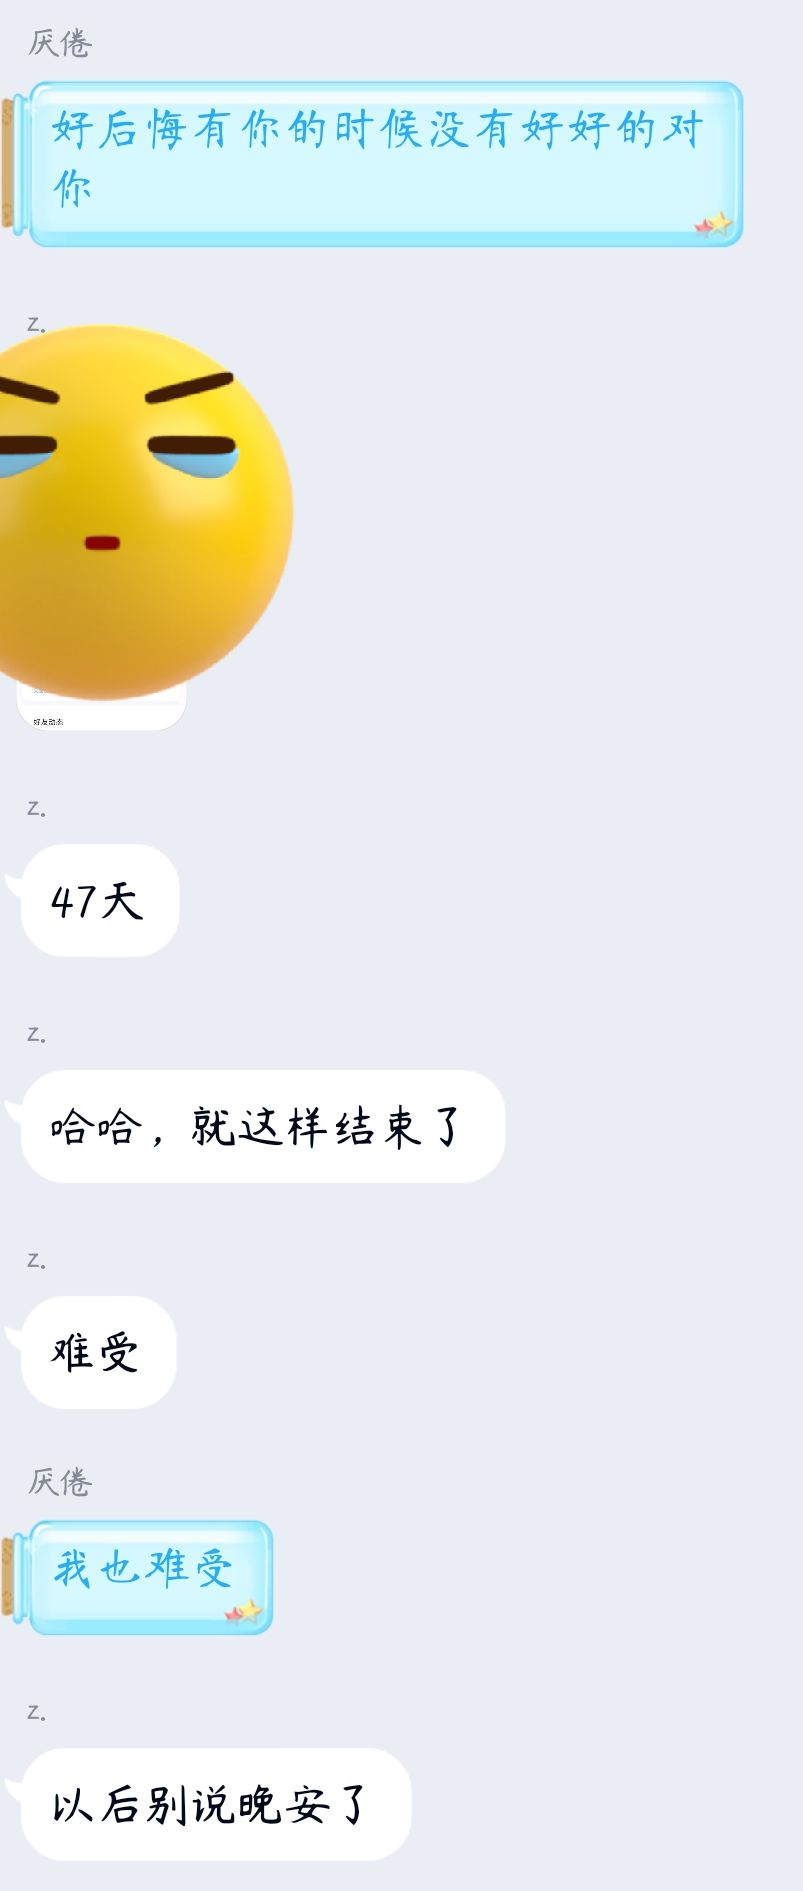 厌倦
好后悔有你的时候没有好好的对
你
z.
好友动态
z.
47天
z.
哈哈，就这样结束了
z.
难受
厌倦
我也难受
z.
以后别说晚安了